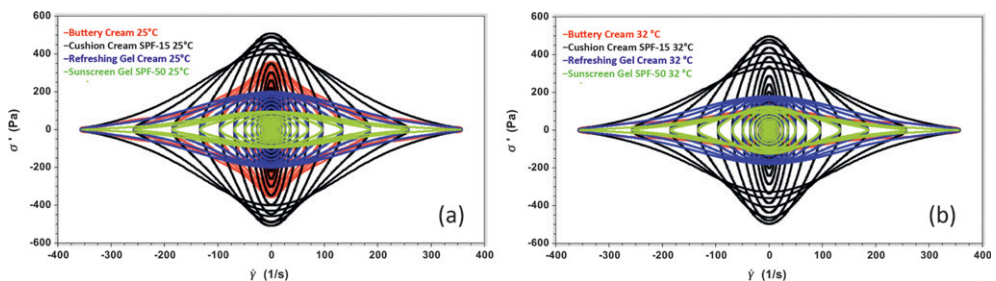 600
400
200
0
-200
-400
-600
σ' (Pa)
–Buttery Cream 25°C
–Cushion Cream SPF-15 25°C
–Refreshing Gel Cream 25°C
–Sunscreen Gel SPF-50 25°C
(a)
-400 -300 -200 -100 0 100 200 300 400
γ̇ (1/s)
600
400
200
0
-200
-400
-600
σ' (Pa)
–Buttery Cream 32 °C
–Cushion Cream SPF-15 32°C
–Refreshing Gel Cream 32 °C
–Sunscreen Gel SPF-50 32 °C
(b)
-400 -300 -200 -100 0 100 200 300 400
γ̇ (1/s)